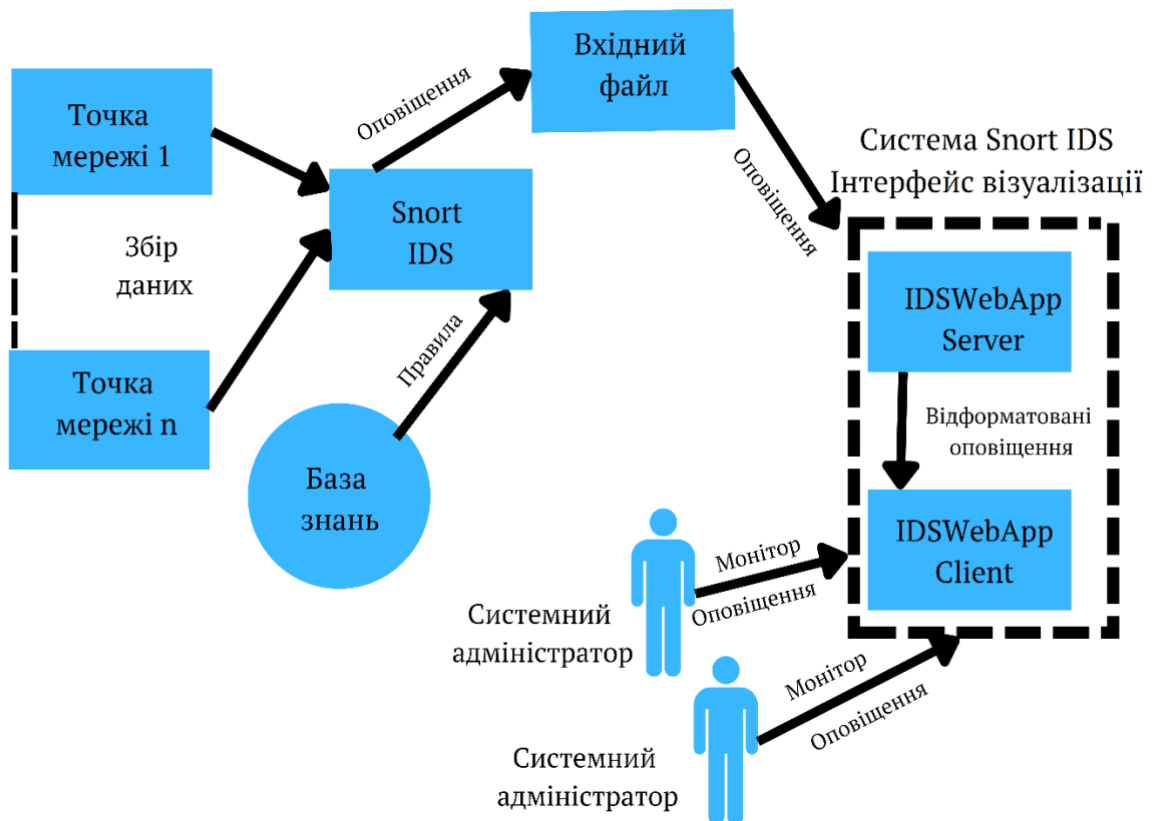 Точка
мережі 1
Збір
даних
Точка
мережі n
Snort
IDS
Оповіщення
Вхідний
файл
Оповіщення
Правила
База
знань
Система Snort IDS
Інтерфейс візуалізації
IDSWebApp
Server
Відформатовані
оповіщення
IDSWebApp
Client
Монітор
Оповіщення
Системний
адміністратор
Монітор
Оповіщення
Системний
адміністратор